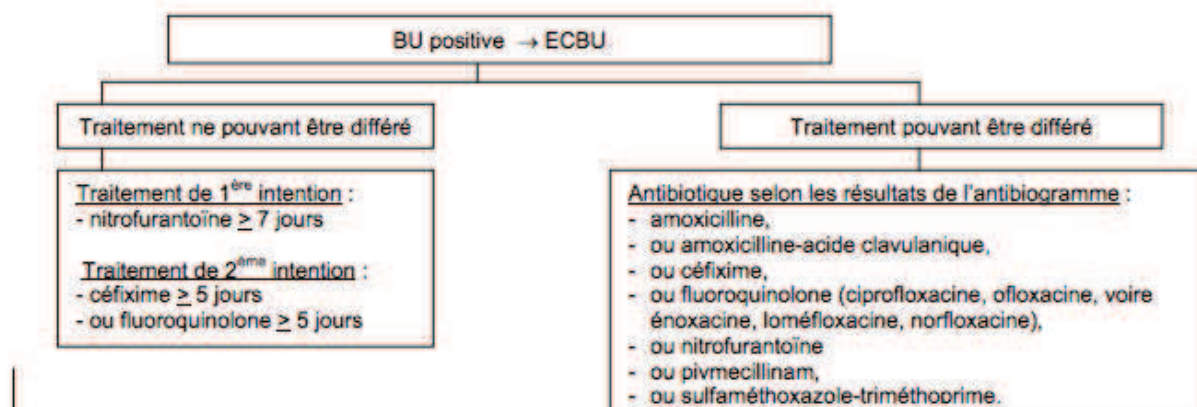 BU positive → ECBU
Traitement ne pouvant être différé
Traitement de 1ère intention :
- nitrofurantoïne ≥ 7 jours
Traitement de 2ème intention :
- céfixime ≥ 5 jours
- ou fluoroquinolone ≥ 5 jours
Traitement pouvant être différé
Antibiotique selon les résultats de l'antibiogramme :
- amoxicilline,
- ou amoxicilline-acide clavulanique,
- ou céfixime,
- ou fluoroquinolone (ciprofloxacine, ofloxacine, voire
énoxacine, loméfloxacine, norfloxacine),
- ou nitrofurantoïne
- ou pivmecillinam,
- ou sulfaméthoxazole-triméthoprime.